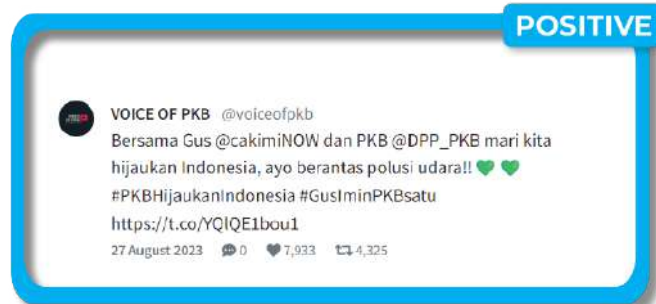 POSITIVE
VOICE OF PKB @voiceofpkb
Bersama Gus @cakimiNOW dan PKB @DPP_PKB mari kita
hijaukan Indonesia, ayo berantas polusi udara!! 💚 💚
#PKBHijaukanIndonesia #GusIminPKBsatu
https://t.co/YQlQE1bou1
27 August 2023 0 7,933 4,325